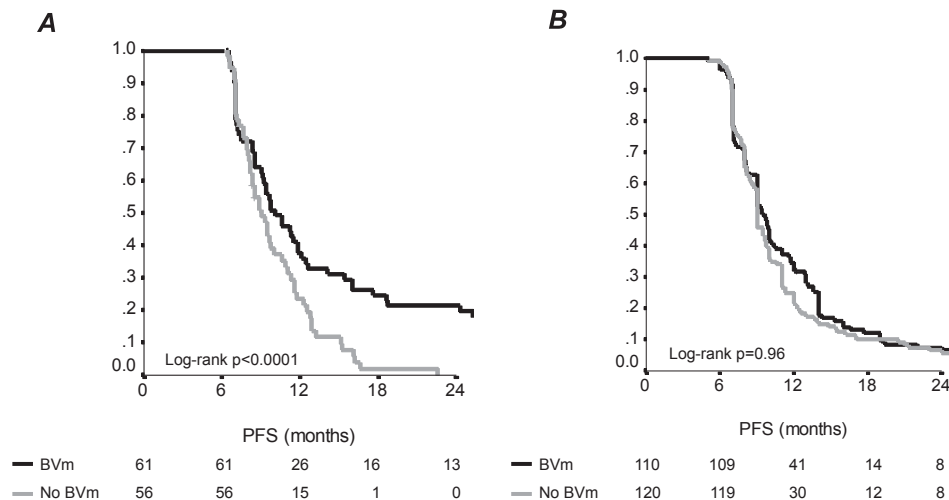 A
1.0
.9
.8
.7
.6
.5
.4
.3
.2
.1
0.0
Log-rank p<0.0001
0 6 12 18 24
PFS (months)
BVm 61 61 26 16 13
No BVm 56 56 15 1 0
B
1.0
.9
.8
.7
.6
.5
.4
.3
.2
.1
0.0
Log-rank p=0.96
0 6 12 18 24
PFS (months)
BVm 110 109 41 14 8
No BVm 120 119 30 12 8